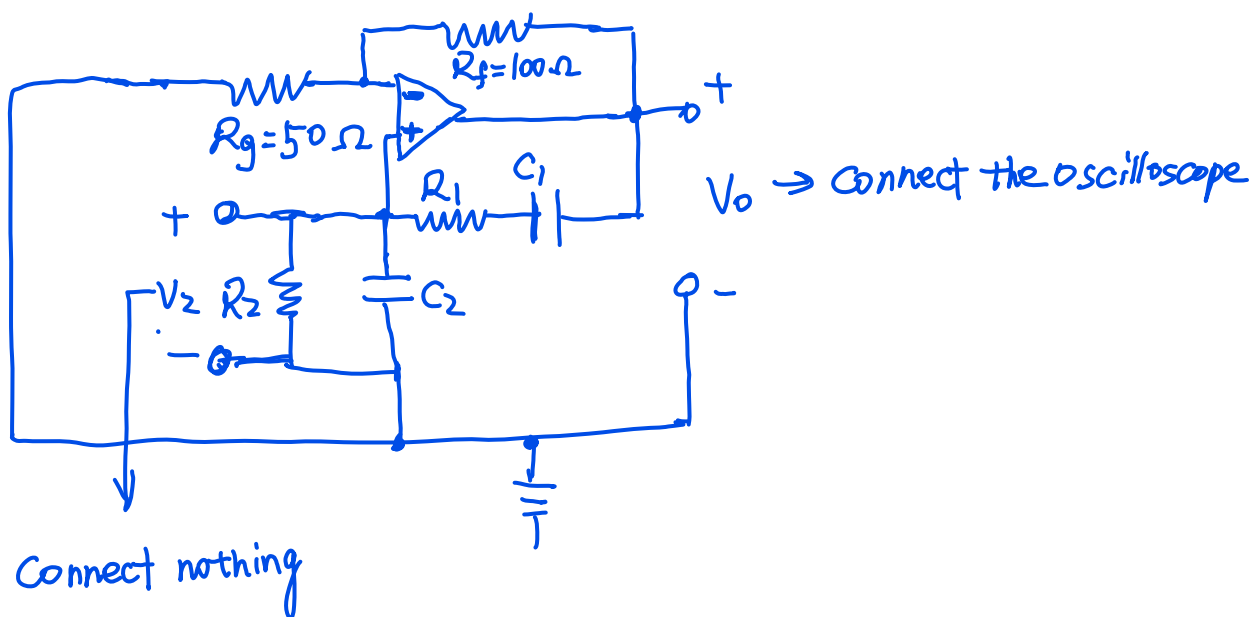 Rf=100Ω
-
+
Rg=50Ω
+
R1
C1
Vo → Connect the oscilloscope
+
V2
R2
C2
-
-
Connect nothing